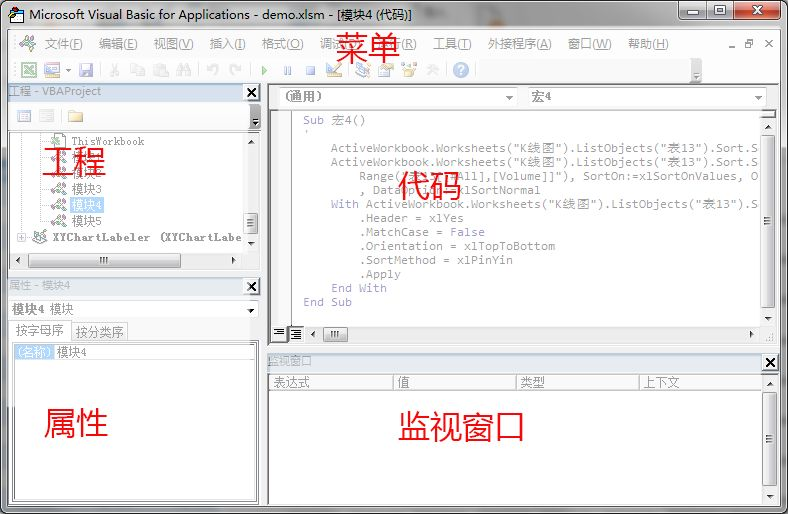 Microsoft Visual Basic for Applications - demo.xlsm - [模块4 (代码)]
文件(F) 编辑(E) 视图(V) 插入(I) 格式(O) 调试 (R) 工具(T) 外接程序(A) 窗口(W) 帮助(H)
菜单
工程 - VBAProject
ThisWorkbook
工程
模块3
模块4
模块5
XYChartLabeler (XYChartLabe
属性 - 模块4
模块4 模块
按字母序 按分类序
(名称) 模块4
属性
(通用) 宏4
Sub 宏4()
'
ActiveWorkbook.Worksheets("K线图").ListObjects("表13").Sort.S
ActiveWorkbook.Worksheets("K线图").ListObjects("表13").Sort.S
Range("表 All],[Volume]]"), SortOn:=xlSortOnValues, O
, DataOption:=xlSortNormal
代码
With ActiveWorkbook.Worksheets("K线图").ListObjects("表13").S
.Header = xlYes
.MatchCase = False
.Orientation = xlTopToBottom
.SortMethod = xlPinYin
.Apply
End With
End Sub
监视窗口
表达式 值 类型 上下文
监视窗口